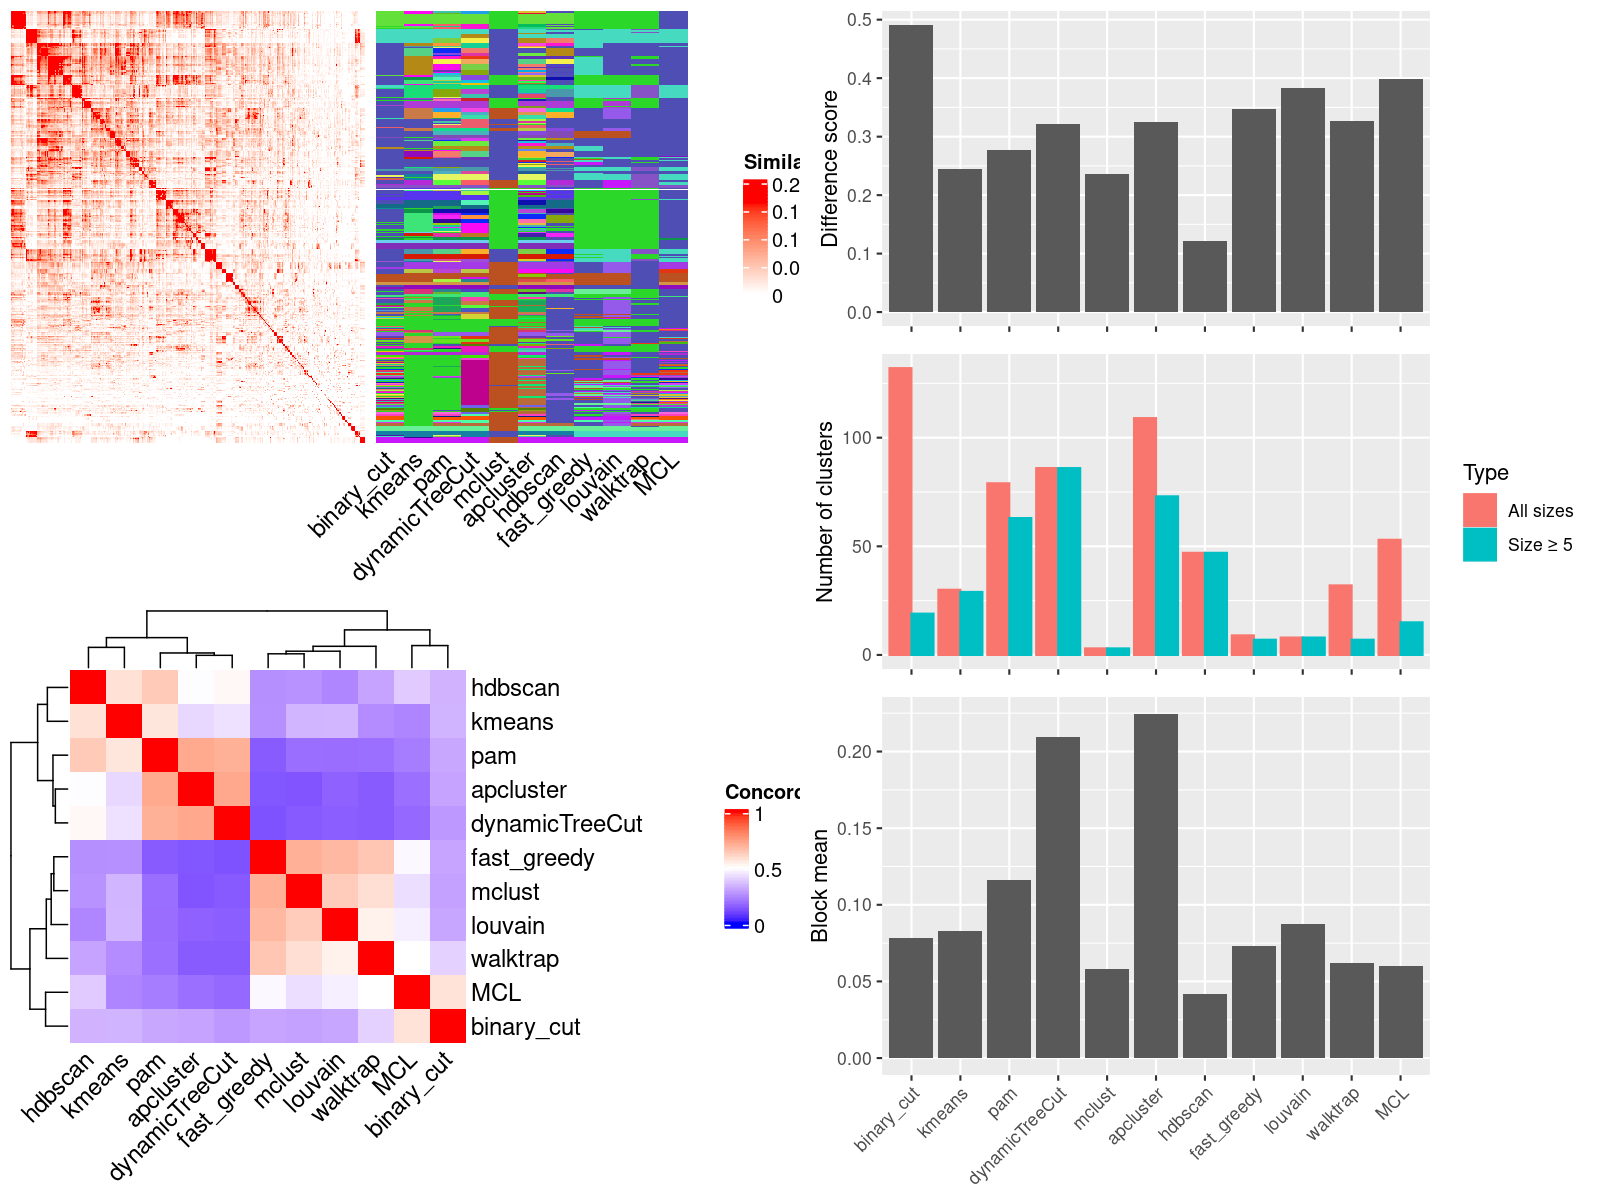 Simila
0.2
0.1
0.1
0.0
0
binary_cut
kmeans
pam
dynamicTreeCut
mclust
apcluster
hdbscan
fast_greedy
louvain
walktrap
MCL
hdbscan
kmeans
pam
apcluster
dynamicTreeCut
fast_greedy
mclust
louvain
walktrap
MCL
binary_cut
hdbscan
kmeans
pam
apcluster
dynamicTreeCut
fast_greedy
mclust
louvain
walktrap
MCL
binary_cut
Concord
1
0.5
0
Difference score
0.5
0.4
0.3
0.2
0.1
0.0
Number of clusters
100
50
0
Type
All sizes
Size ≥ 5
Block mean
0.20
0.15
0.10
0.05
0.00
binary_cut
kmeans
pam
dynamicTreeCut
mclust
apcluster
hdbscan
fast_greedy
louvain
walktrap
MCL